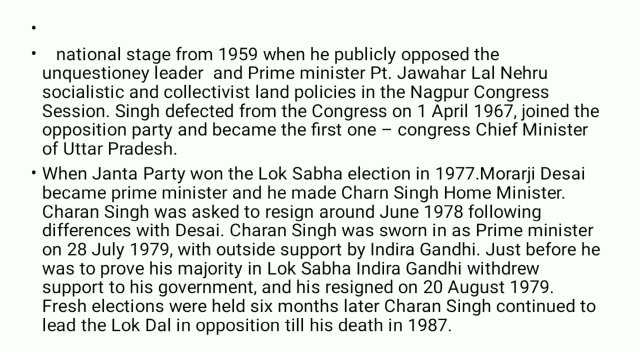 •
• national stage from 1959 when he publicly opposed the
unquestioney leader and Prime minister Pt. Jawahar Lal Nehru
socialistic and collectivist land policies in the Nagpur Congress
Session. Singh defected from the Congress on 1 April 1967, joined the
opposition party and became the first one – congress Chief Minister
of Uttar Pradesh.
• When Janta Party won the Lok Sabha election in 1977.Morarji Desai
became prime minister and he made Charn Singh Home Minister.
Charan Singh was asked to resign around June 1978 following
differences with Desai. Charan Singh was sworn in as Prime minister
on 28 July 1979, with outside support by Indira Gandhi. Just before he
was to prove his majority in Lok Sabha Indira Gandhi withdrew
support to his government, and his resigned on 20 August 1979.
Fresh elections were held six months later Charan Singh continued to
lead the Lok Dal in opposition till his death in 1987.